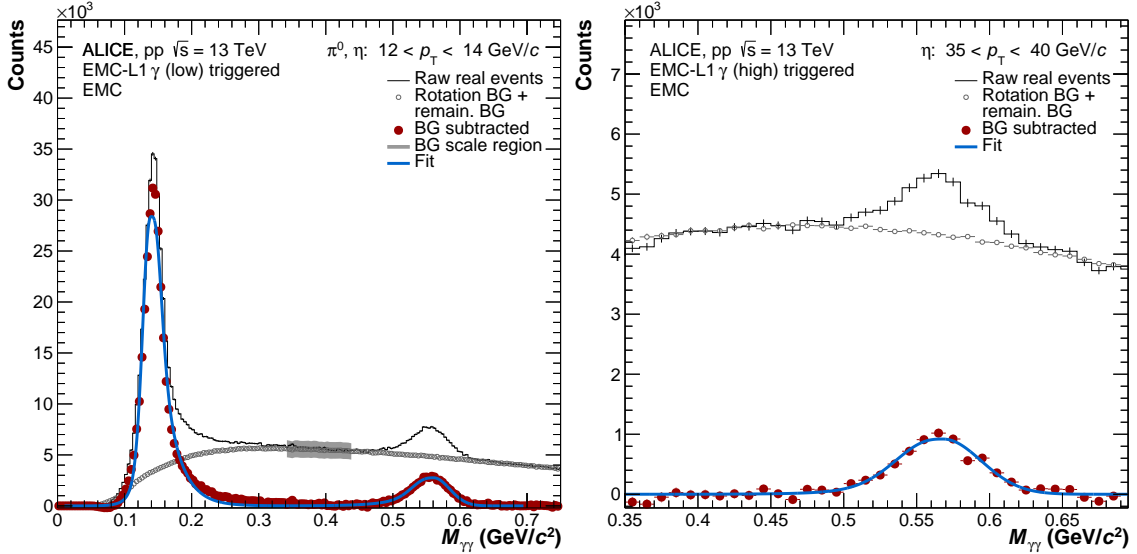 ×10³
Counts
45
40
35
30
25
20
15
10
5
0
ALICE, pp √s = 13 TeV
EMC-L1 γ (low) triggered
EMC
π⁰, η: 12 < p_T < 14 GeV/c
Raw real events
Rotation BG +
remain. BG
BG subtracted
BG scale region
Fit
0 0.1 0.2 0.3 0.4 0.5 0.6 0.7
M_γγ (GeV/c²)
×10³
Counts
8
7
6
5
4
3
2
1
0
ALICE, pp √s = 13 TeV
EMC-L1 γ (high) triggered
EMC
η: 35 < p_T < 40 GeV/c
Raw real events
Rotation BG +
remain. BG
BG subtracted
Fit
0.35 0.4 0.45 0.5 0.55 0.6 0.65
M_γγ (GeV/c²)